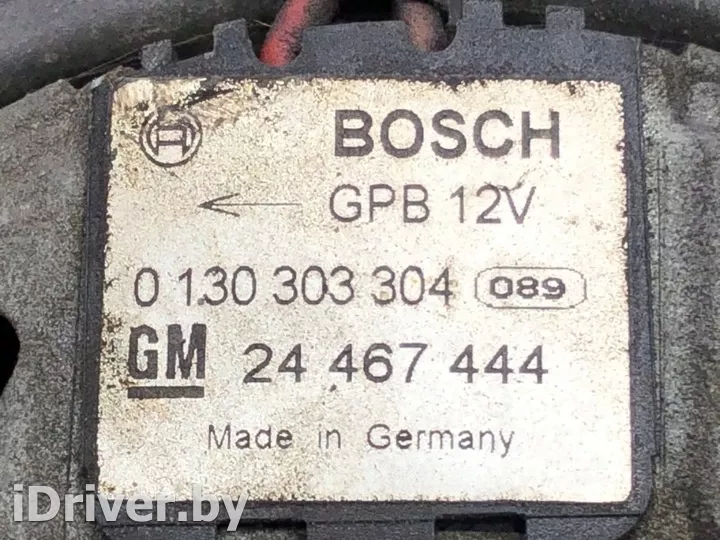 BOSCH
← GPB 12V
0 130 303 304 089
GM 24 467 444
Made in Germany
iDriver.by